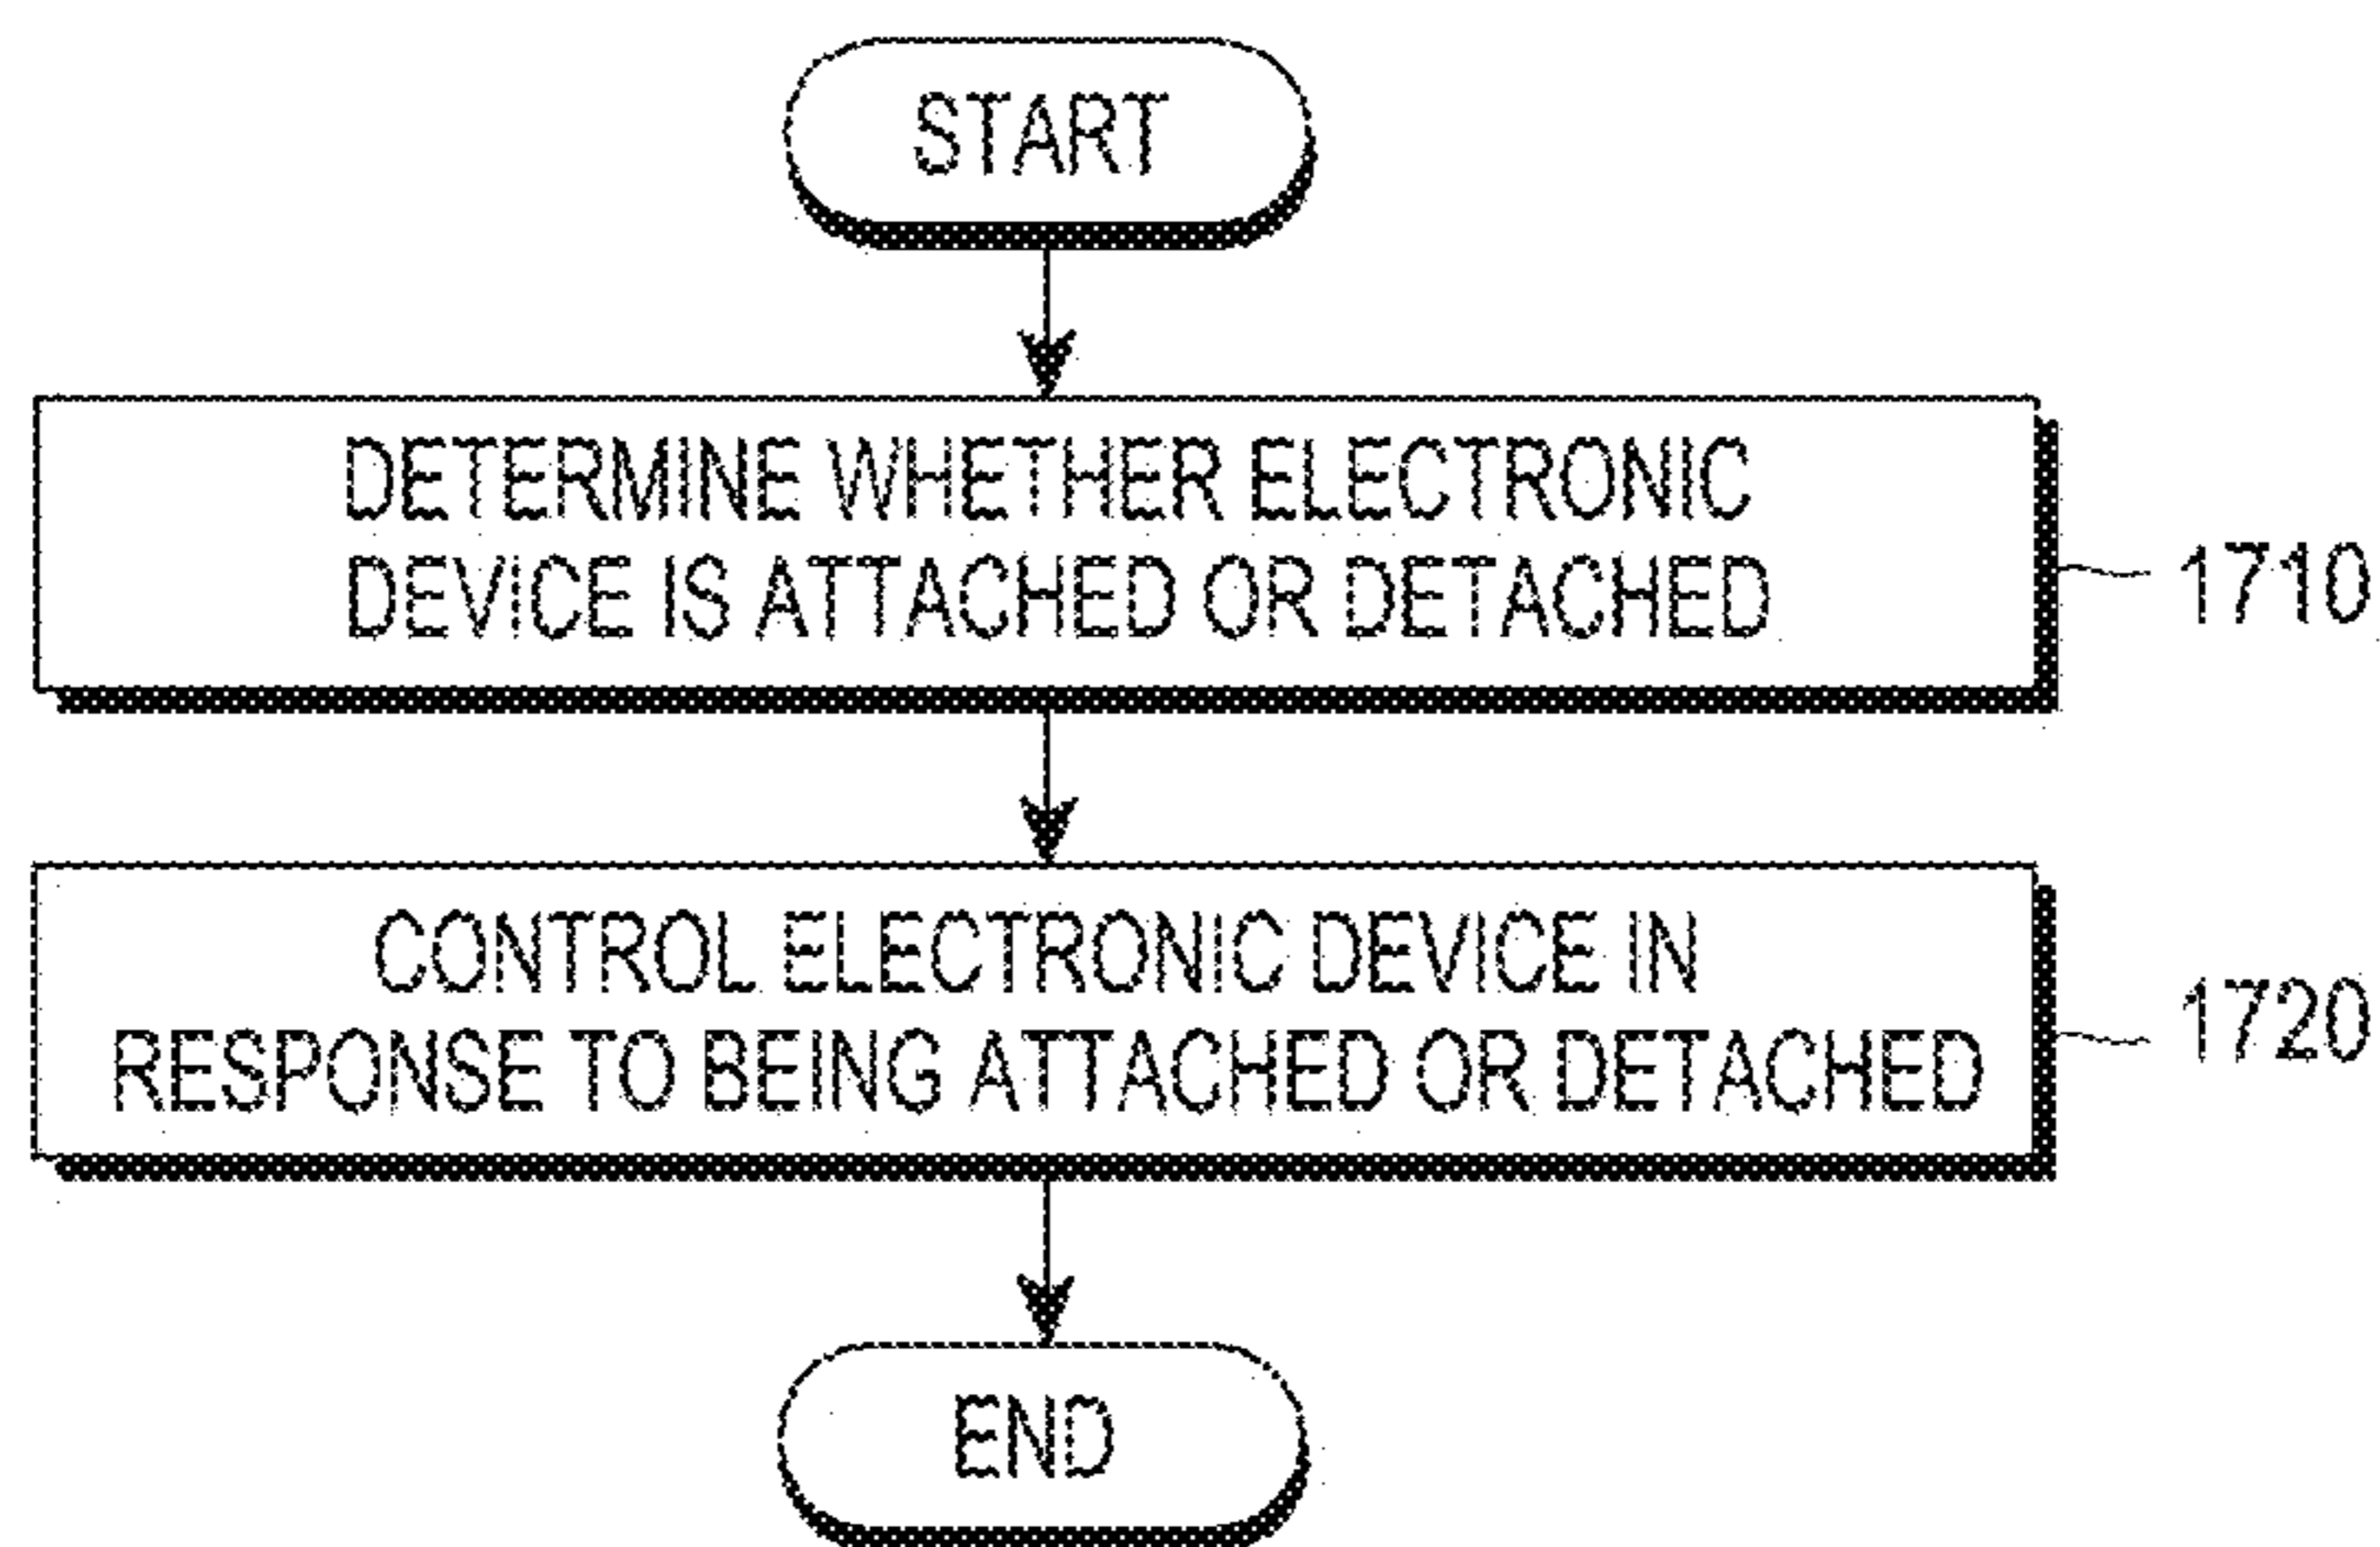 START
DETERMINE WHETHER ELECTRONIC
DEVICE IS ATTACHED OR DETACHED
1710
CONTROL ELECTRONIC DEVICE IN
RESPONSE TO BEING ATTACHED OR DETACHED
1720
END